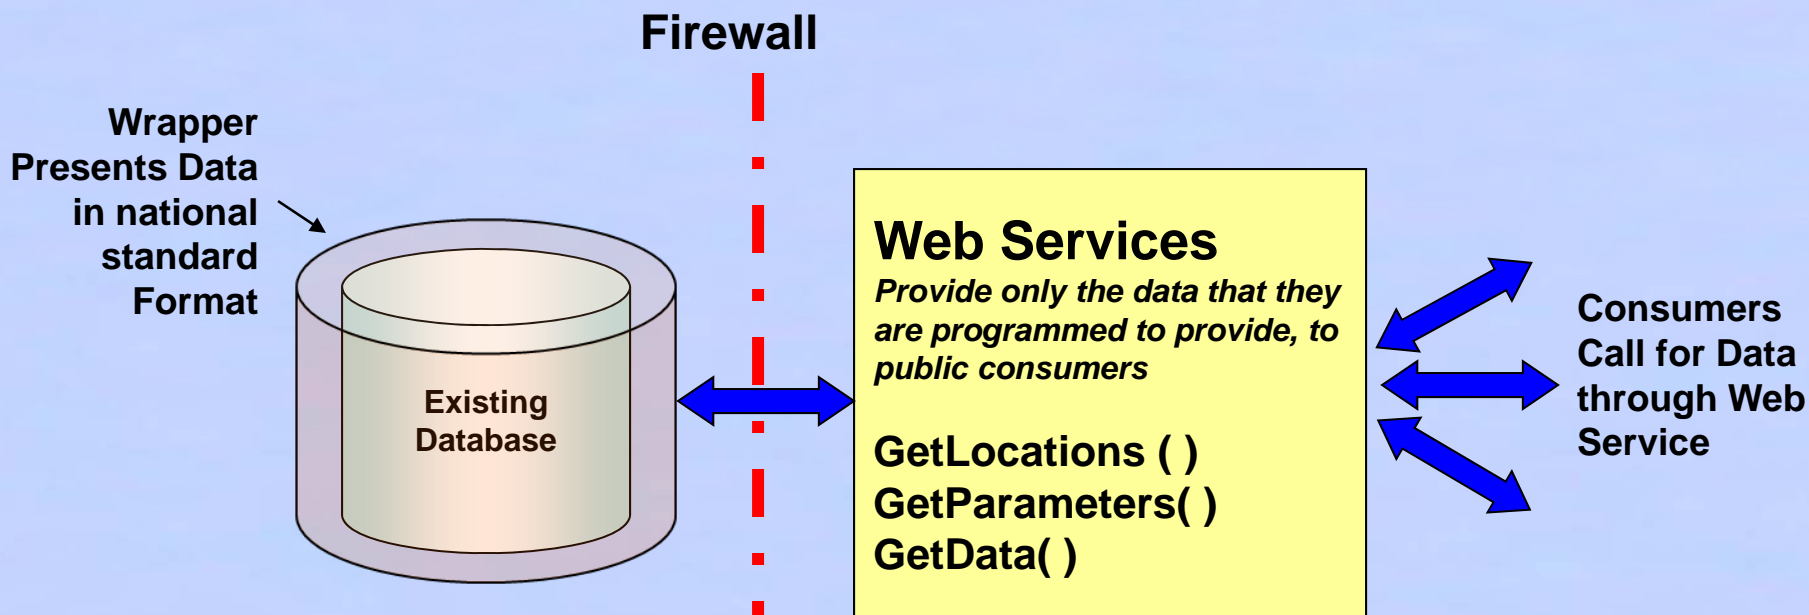 Firewall
Wrapper
Presents Data
in national
standard
Format
Existing
Database
Web Services
Provide only the data that they
are programmed to provide, to
public consumers
GetLocations ( )
GetParameters( )
GetData( )
Consumers
Call for Data
through Web
Service